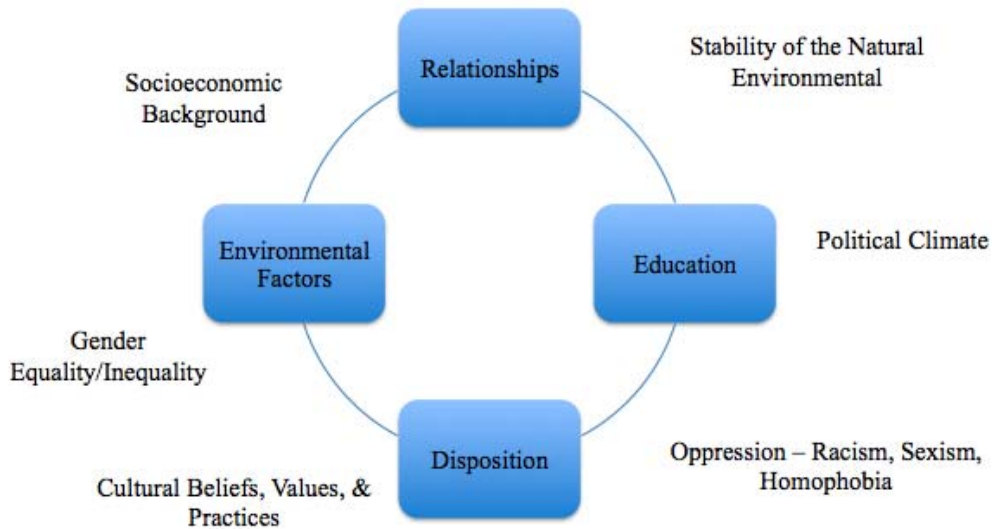 Relationships
Stability of the Natural
Environmental
Socioeconomic
Background
Environmental
Factors
Education
Political Climate
Gender
Equality/Inequality
Disposition
Oppression – Racism, Sexism,
Homophobia
Cultural Beliefs, Values, &
Practices